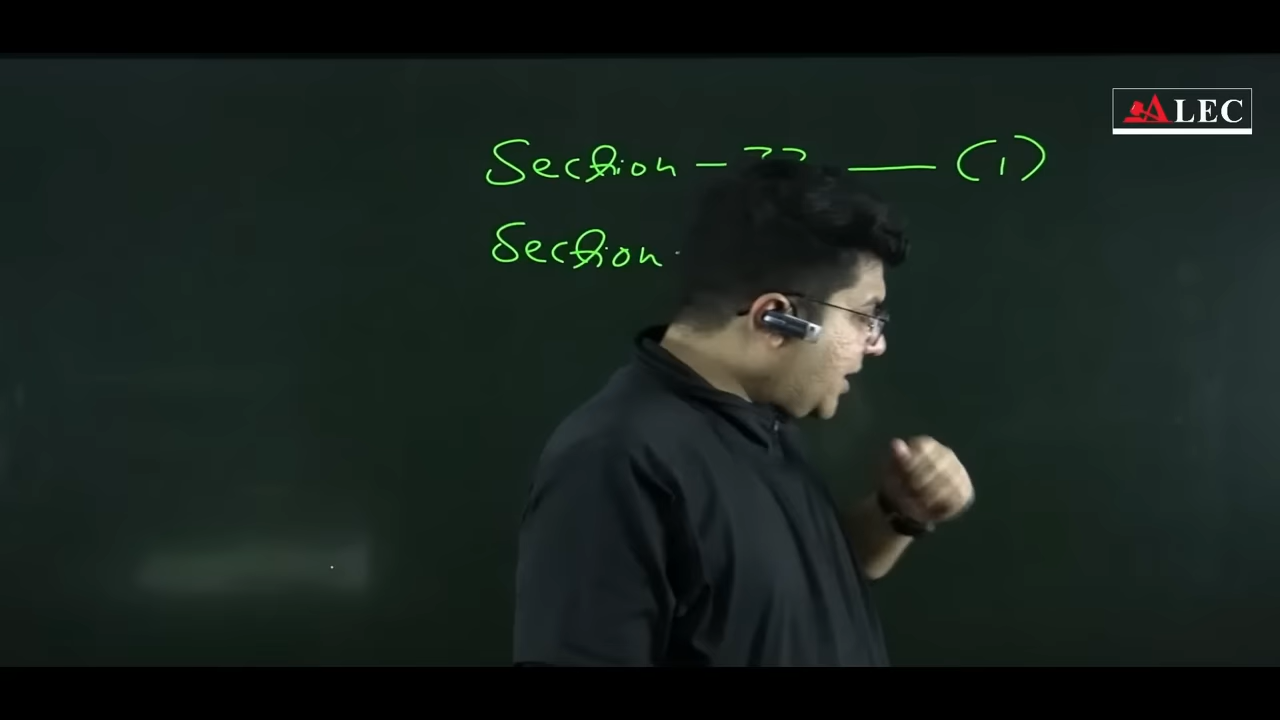 ALEC
Section - — (1)
Section